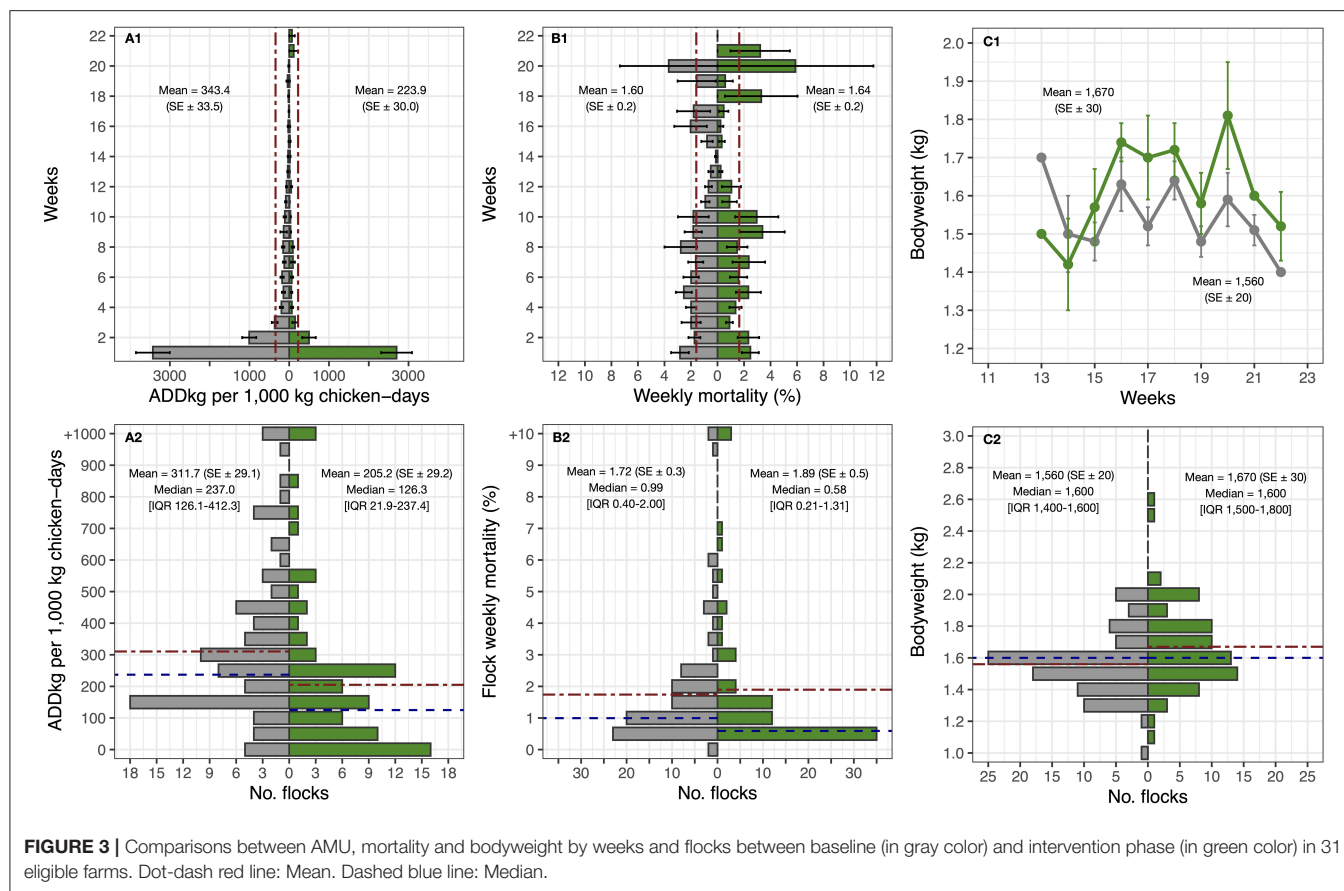 A1
Mean = 343.4
(SE ± 33.5)
Mean = 223.9
(SE ± 30.0)
Weeks
22
20
18
16
14
12
10
8
6
4
2
3000 1000 0 1000 3000
ADDkg per 1,000 kg chicken–days
B1
Mean = 1.60
(SE ± 0.2)
Mean = 1.64
(SE ± 0.2)
Weeks
22
20
18
16
14
12
10
8
6
4
2
12 10 8 6 4 2 0 2 4 6 8 10 12
Weekly mortality (%)
C1
Mean = 1,670
(SE ± 30)
Mean = 1,560
(SE ± 20)
Bodyweight (kg)
2.0
1.9
1.8
1.7
1.6
1.5
1.4
1.3
1.2
11 13 15 17 19 21 23
Weeks
A2
Mean = 311.7 (SE ± 29.1)
Median = 237.0
[IQR 126.1-412.3]
Mean = 205.2 (SE ± 29.2)
Median = 126.3
[IQR 21.9-237.4]
ADDkg per 1,000 kg chicken–days
+1000
900
800
700
600
500
400
300
200
100
0
18 15 12 9 6 3 0 3 6 9 12 15 18
No. flocks
B2
Mean = 1.72 (SE ± 0.3)
Median = 0.99
[IQR 0.40-2.00]
Mean = 1.89 (SE ± 0.5)
Median = 0.58
[IQR 0.21-1.31]
Flock weekly mortality (%)
+10
9
8
7
6
5
4
3
2
1
0
30 20 10 0 10 20 30
No. flocks
C2
Mean = 1,560 (SE ± 20)
Median = 1,600
[IQR 1,400-1,600]
Mean = 1,670 (SE ± 30)
Median = 1,600
[IQR 1,500-1,800]
Bodyweight (kg)
3.0
2.8
2.6
2.4
2.2
2.0
1.8
1.6
1.4
1.2
1.0
25 20 15 10 5 0 5 10 15 20 25
No. flocks
FIGURE 3 | Comparisons between AMU, mortality and bodyweight by weeks and flocks between baseline (in gray color) and intervention phase (in green color) in 31
eligible farms. Dot-dash red line: Mean. Dashed blue line: Median.